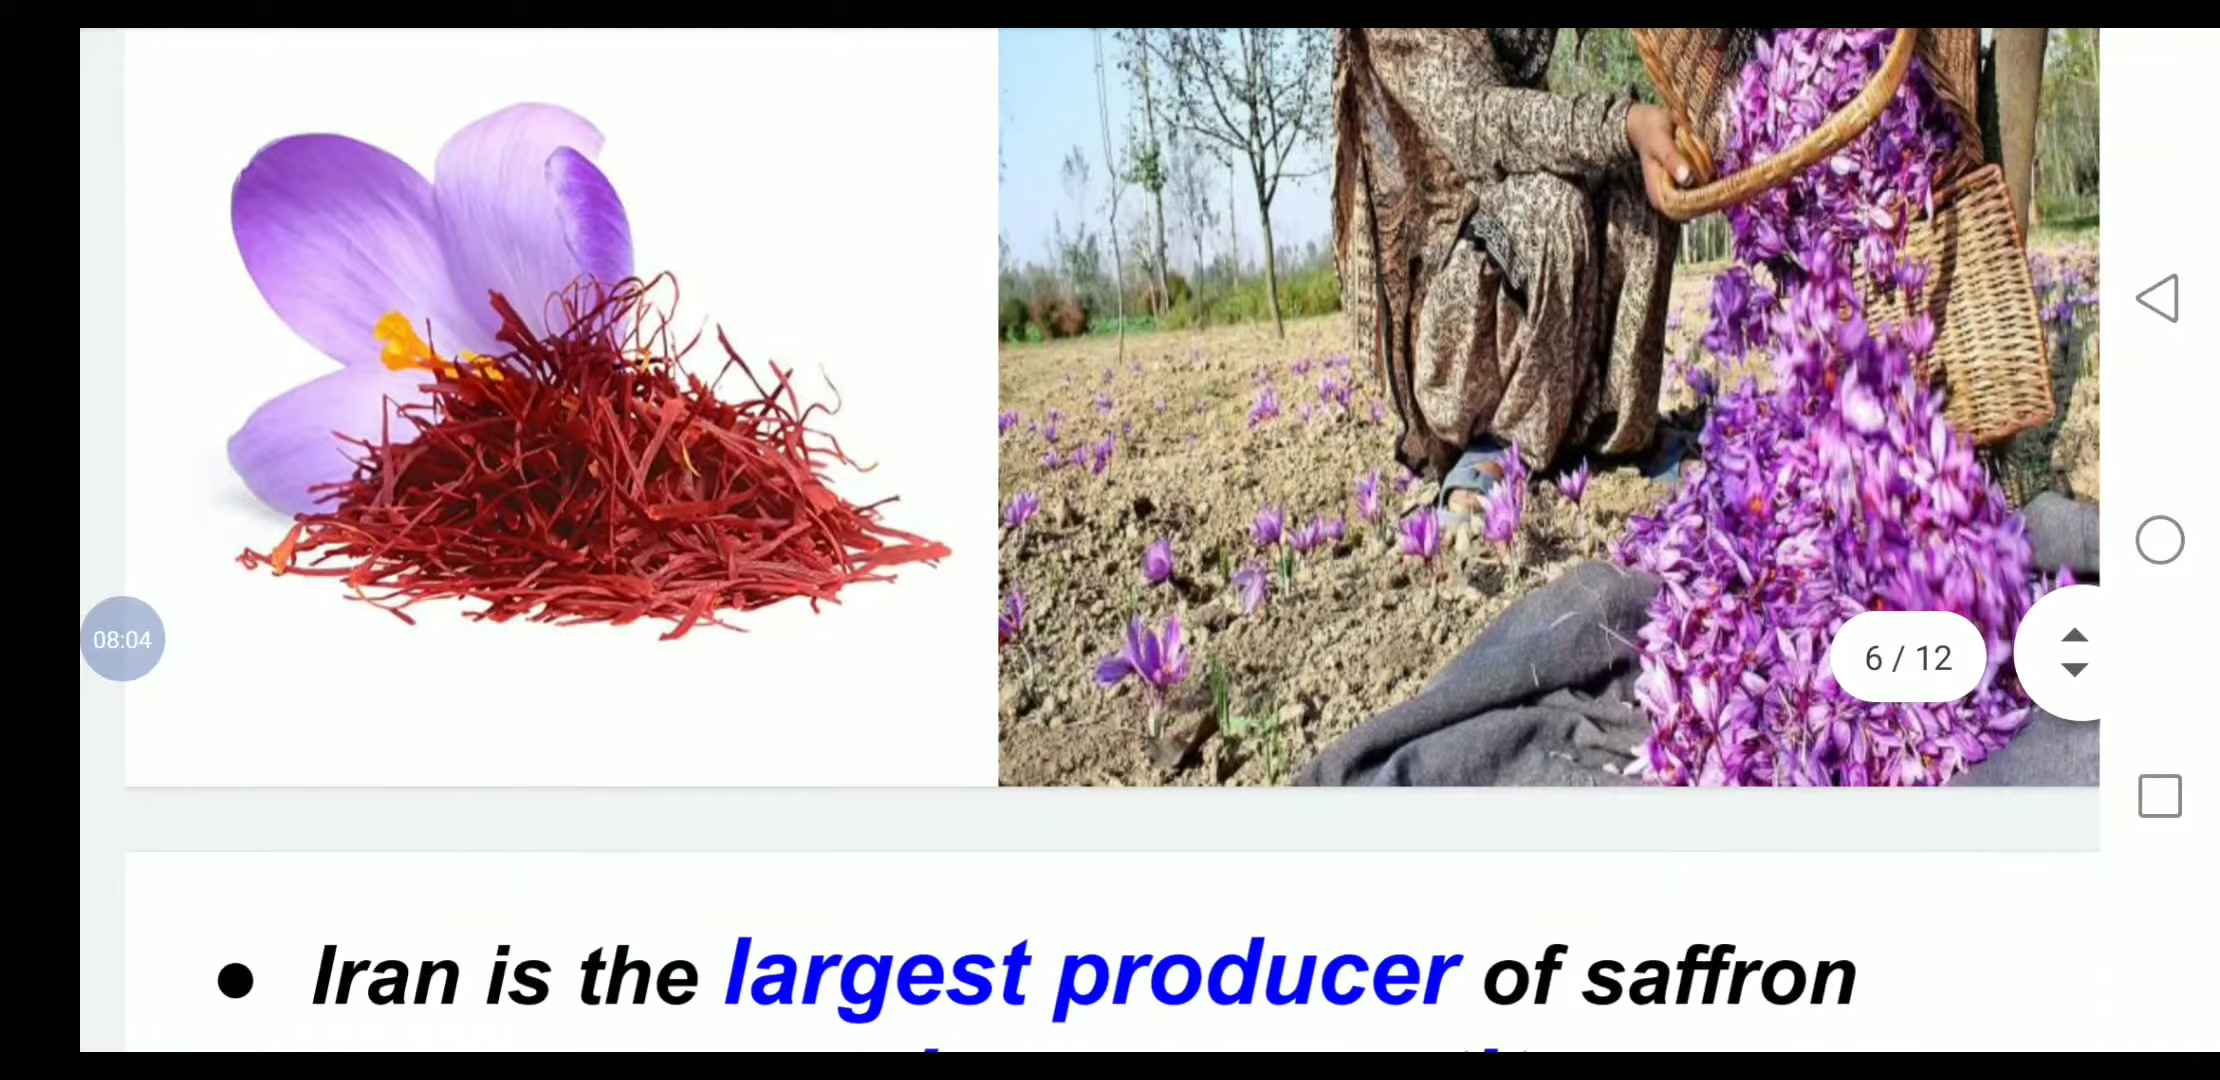 08:04
6 / 12
● Iran is the largest producer of saffron